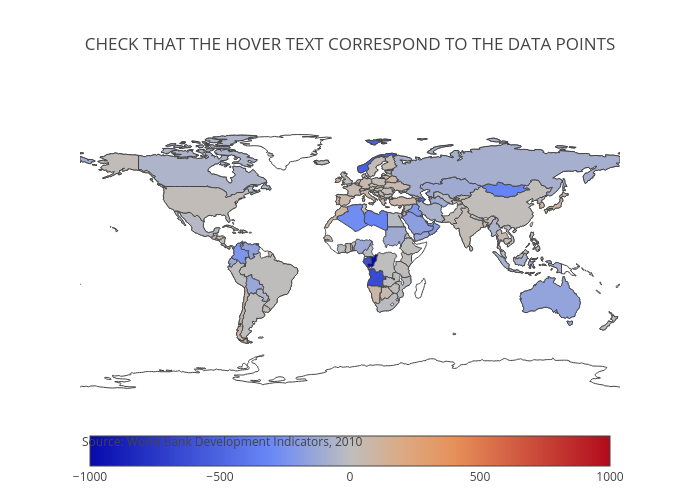 CHECK THAT THE HOVER TEXT CORRESPOND TO THE DATA POINTS
Source: World Bank Development Indicators, 2010
−1000 −500 0 500 1000